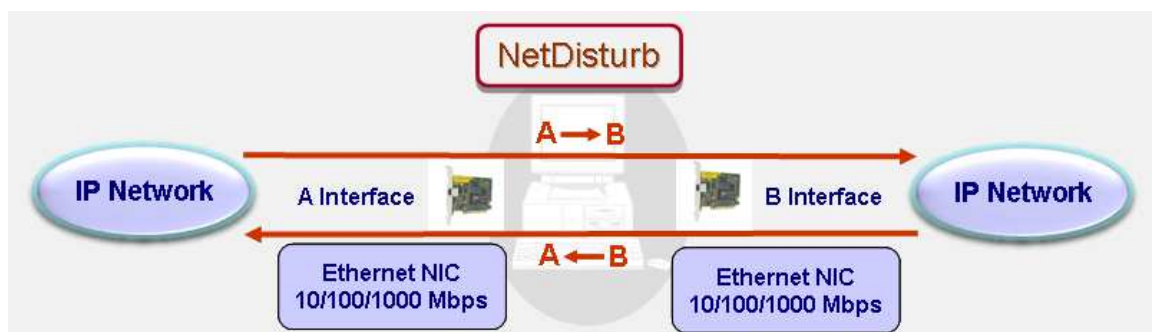 NetDisturb
A B
IP Network
A Interface
B Interface
IP Network
A B
Ethernet NIC
10/100/1000 Mbps
Ethernet NIC
10/100/1000 Mbps